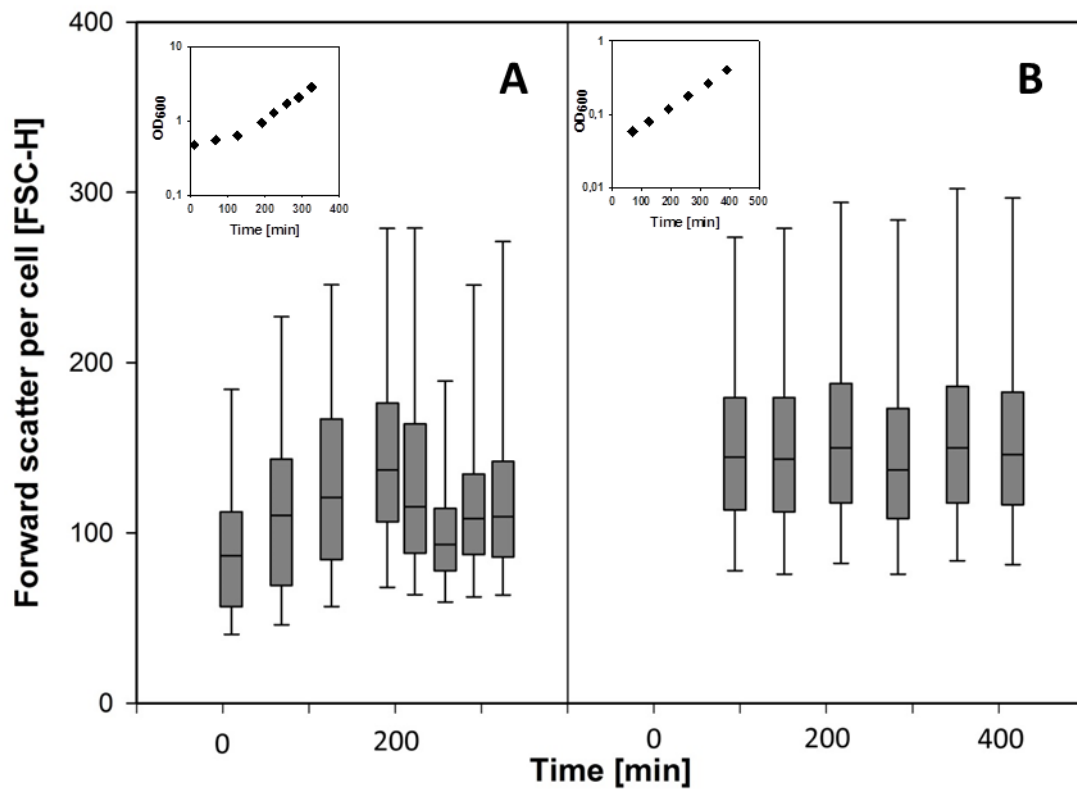 400
300
200
100
0
Forward scatter per cell [FSC-H]
A
10
1
0,1
OD600
0 100 200 300 400
Time [min]
B
1
0,1
0,01
OD600
0 100 200 300 400 500
Time [min]
0 200 0 200 400
Time [min]